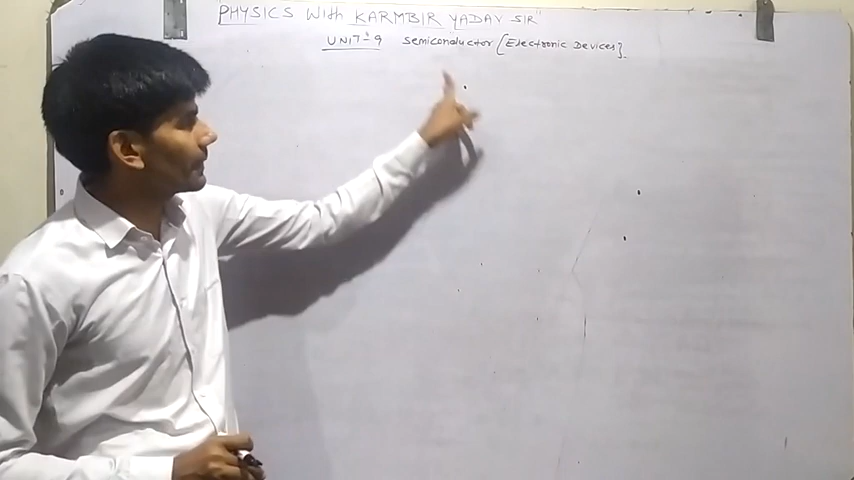 "PHYSICS with KARMBIR YADAV SIR"
UNIT-9 Semiconductor [Electronic Devices].